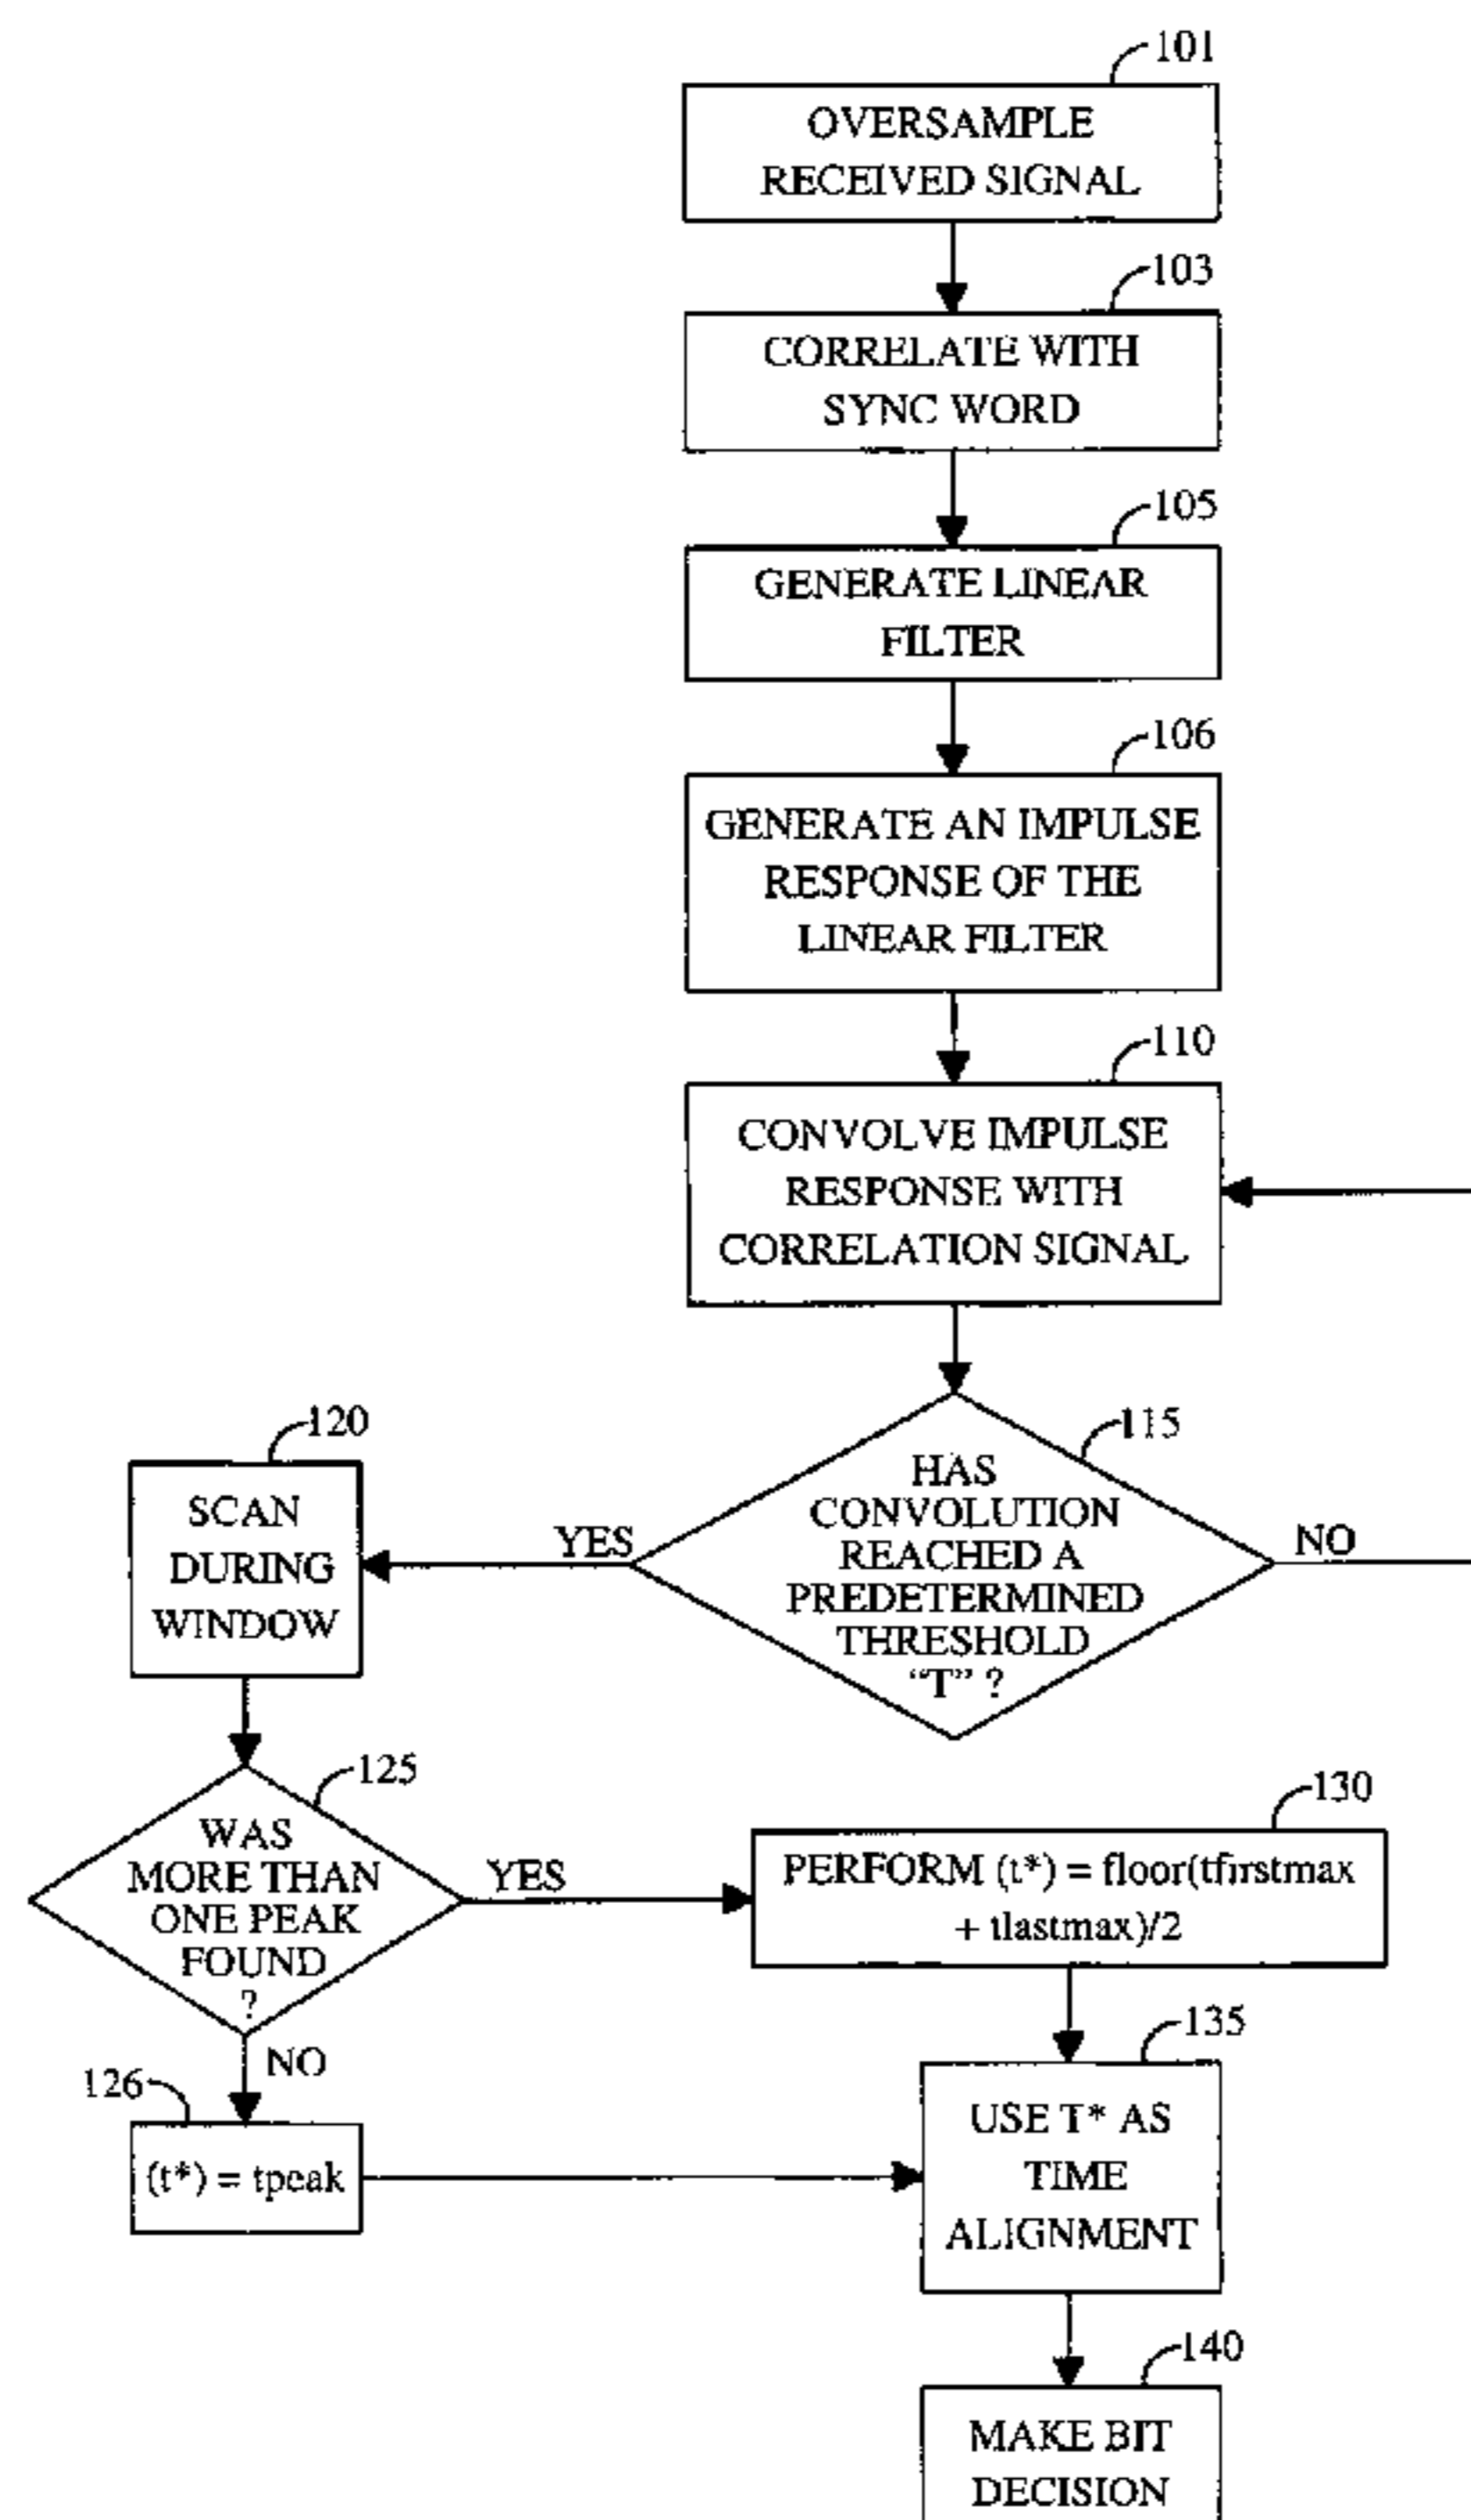 101
OVERSAMPLE
RECEIVED SIGNAL
103
CORRELATE WITH
SYNC WORD
105
GENERATE LINEAR
FILTER
106
GENERATE AN IMPULSE
RESPONSE OF THE
LINEAR FILTER
110
CONVOLVE IMPULSE
RESPONSE WITH
CORRELATION SIGNAL
115
HAS
CONVOLUTION
REACHED A
PREDETERMINED
THRESHOLD
“T” ?
YES
NO
120
SCAN
DURING
WINDOW
125
WAS
MORE THAN
ONE PEAK
FOUND
?
YES
NO
130
PERFORM (t*) = floor(tfirstmax
+ tlastmax)/2
126
(t*) = tpeak
135
USE T* AS
TIME
ALIGNMENT
140
MAKE BIT
DECISION